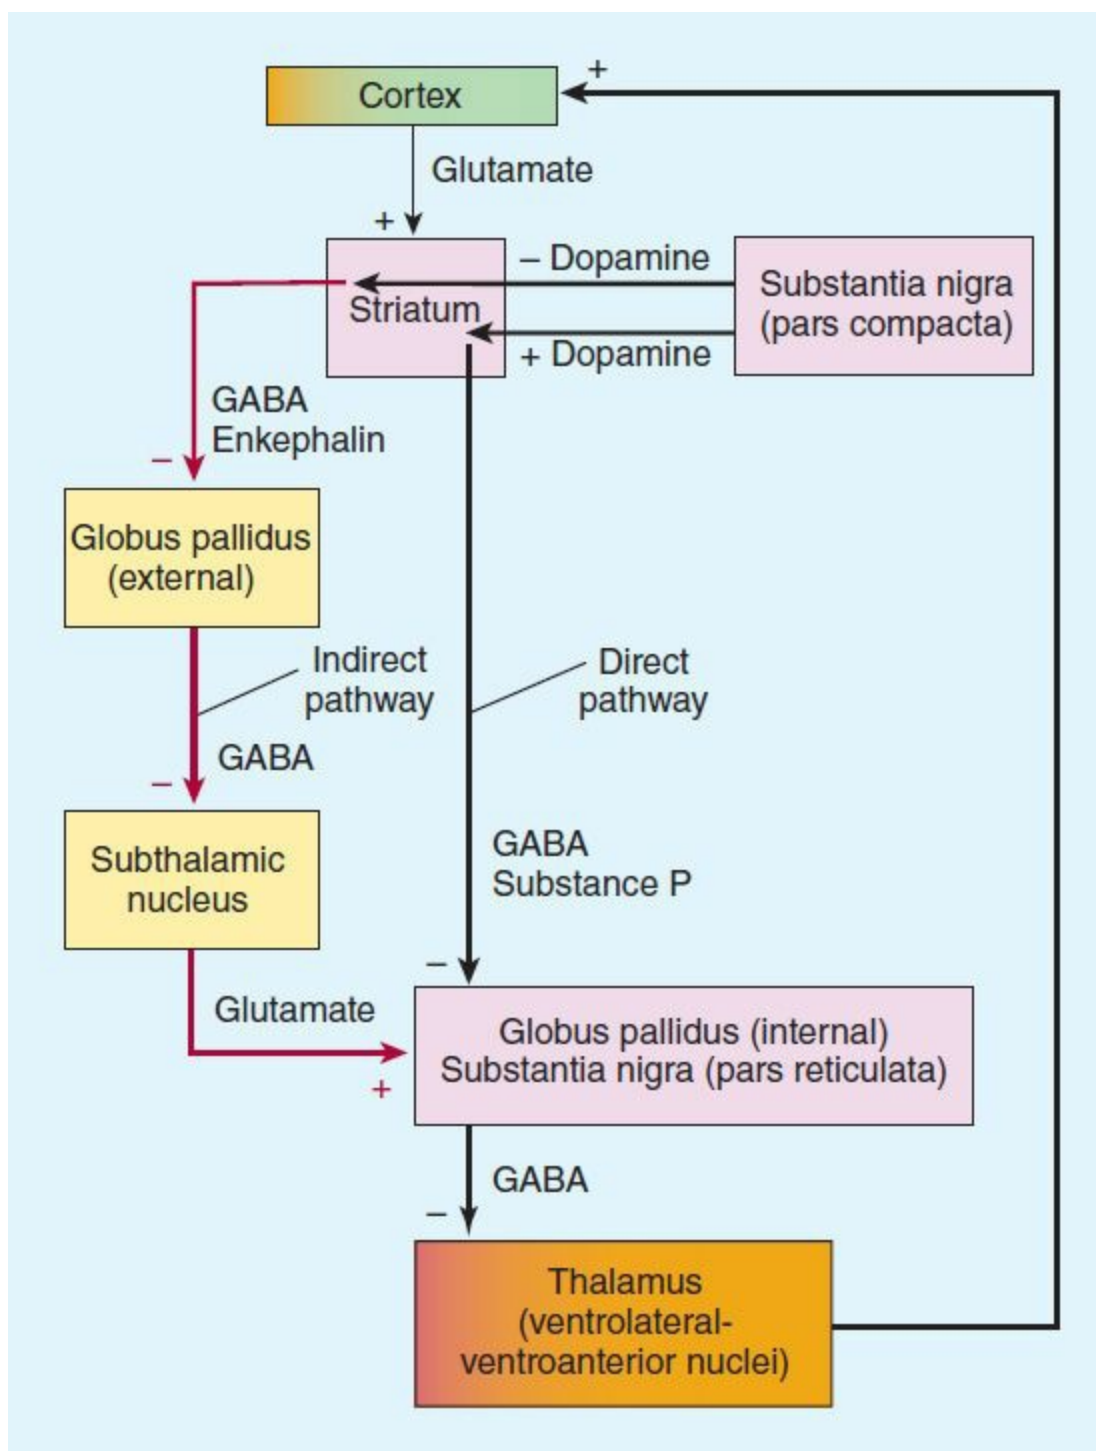 +
Cortex
Glutamate
+
– Dopamine
Substantia nigra
(pars compacta)
Striatum
+ Dopamine
GABA
Enkephalin
–
Globus pallidus
(external)
Indirect
pathway
Direct
pathway
GABA
–
Subthalamic
nucleus
GABA
Substance P
–
Glutamate
+
Globus pallidus (internal)
Substantia nigra (pars reticulata)
GABA
–
Thalamus
(ventrolateral-
ventroanterior nuclei)